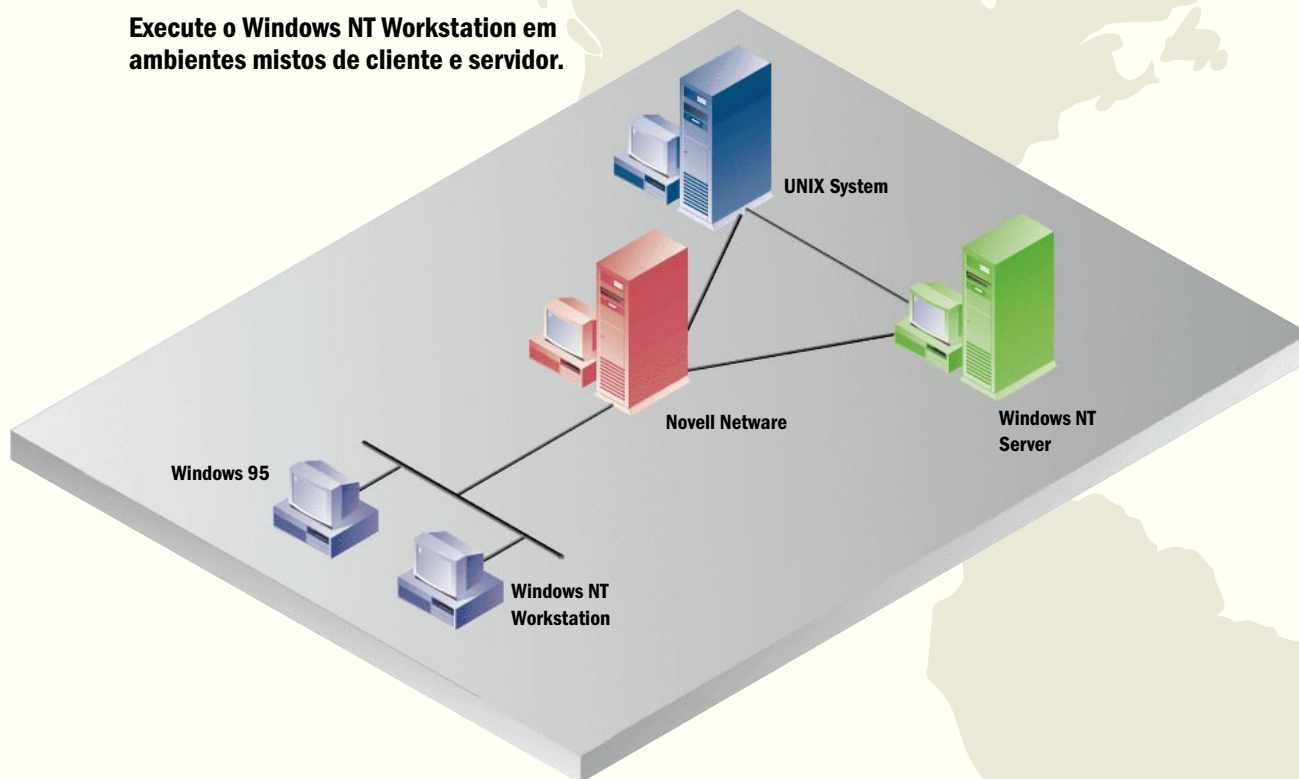 Execute o Windows NT Workstation em
ambientes mistos de cliente e servidor.
UNIX System
Novell Netware
Windows NT
Server
Windows 95
Windows NT
Workstation